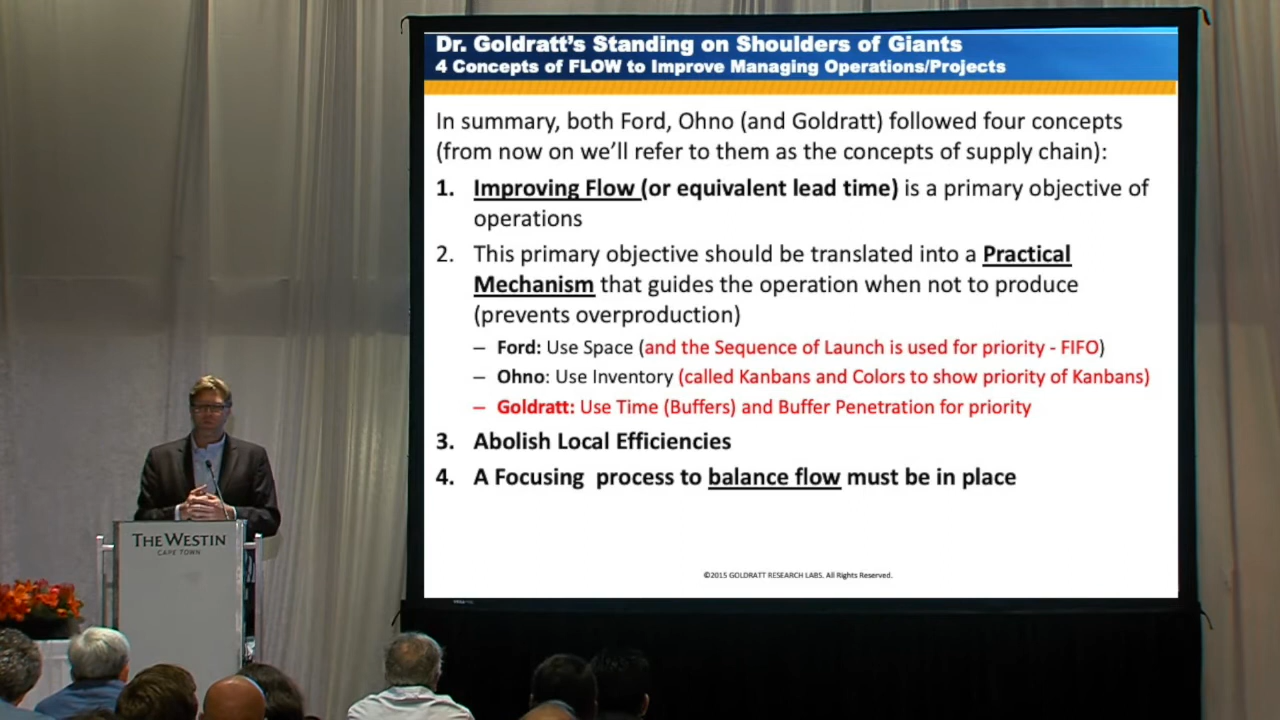 Dr. Goldratt's Standing on Shoulders of Giants
4 Concepts of FLOW to Improve Managing Operations/Projects
In summary, both Ford, Ohno (and Goldratt) followed four concepts
(from now on we'll refer to them as the concepts of supply chain):
1. Improving Flow (or equivalent lead time) is a primary objective of
operations
2. This primary objective should be translated into a Practical
Mechanism that guides the operation when not to produce
(prevents overproduction)
– Ford: Use Space (and the Sequence of Launch is used for priority - FIFO)
– Ohno: Use Inventory (called Kanbans and Colors to show priority of Kanbans)
– Goldratt: Use Time (Buffers) and Buffer Penetration for priority
3. Abolish Local Efficiencies
4. A Focusing  process to balance flow must be in place
©2015 GOLDRATT RESEARCH LABS. All Rights Reserved.
THE WESTIN
CAPE TOWN